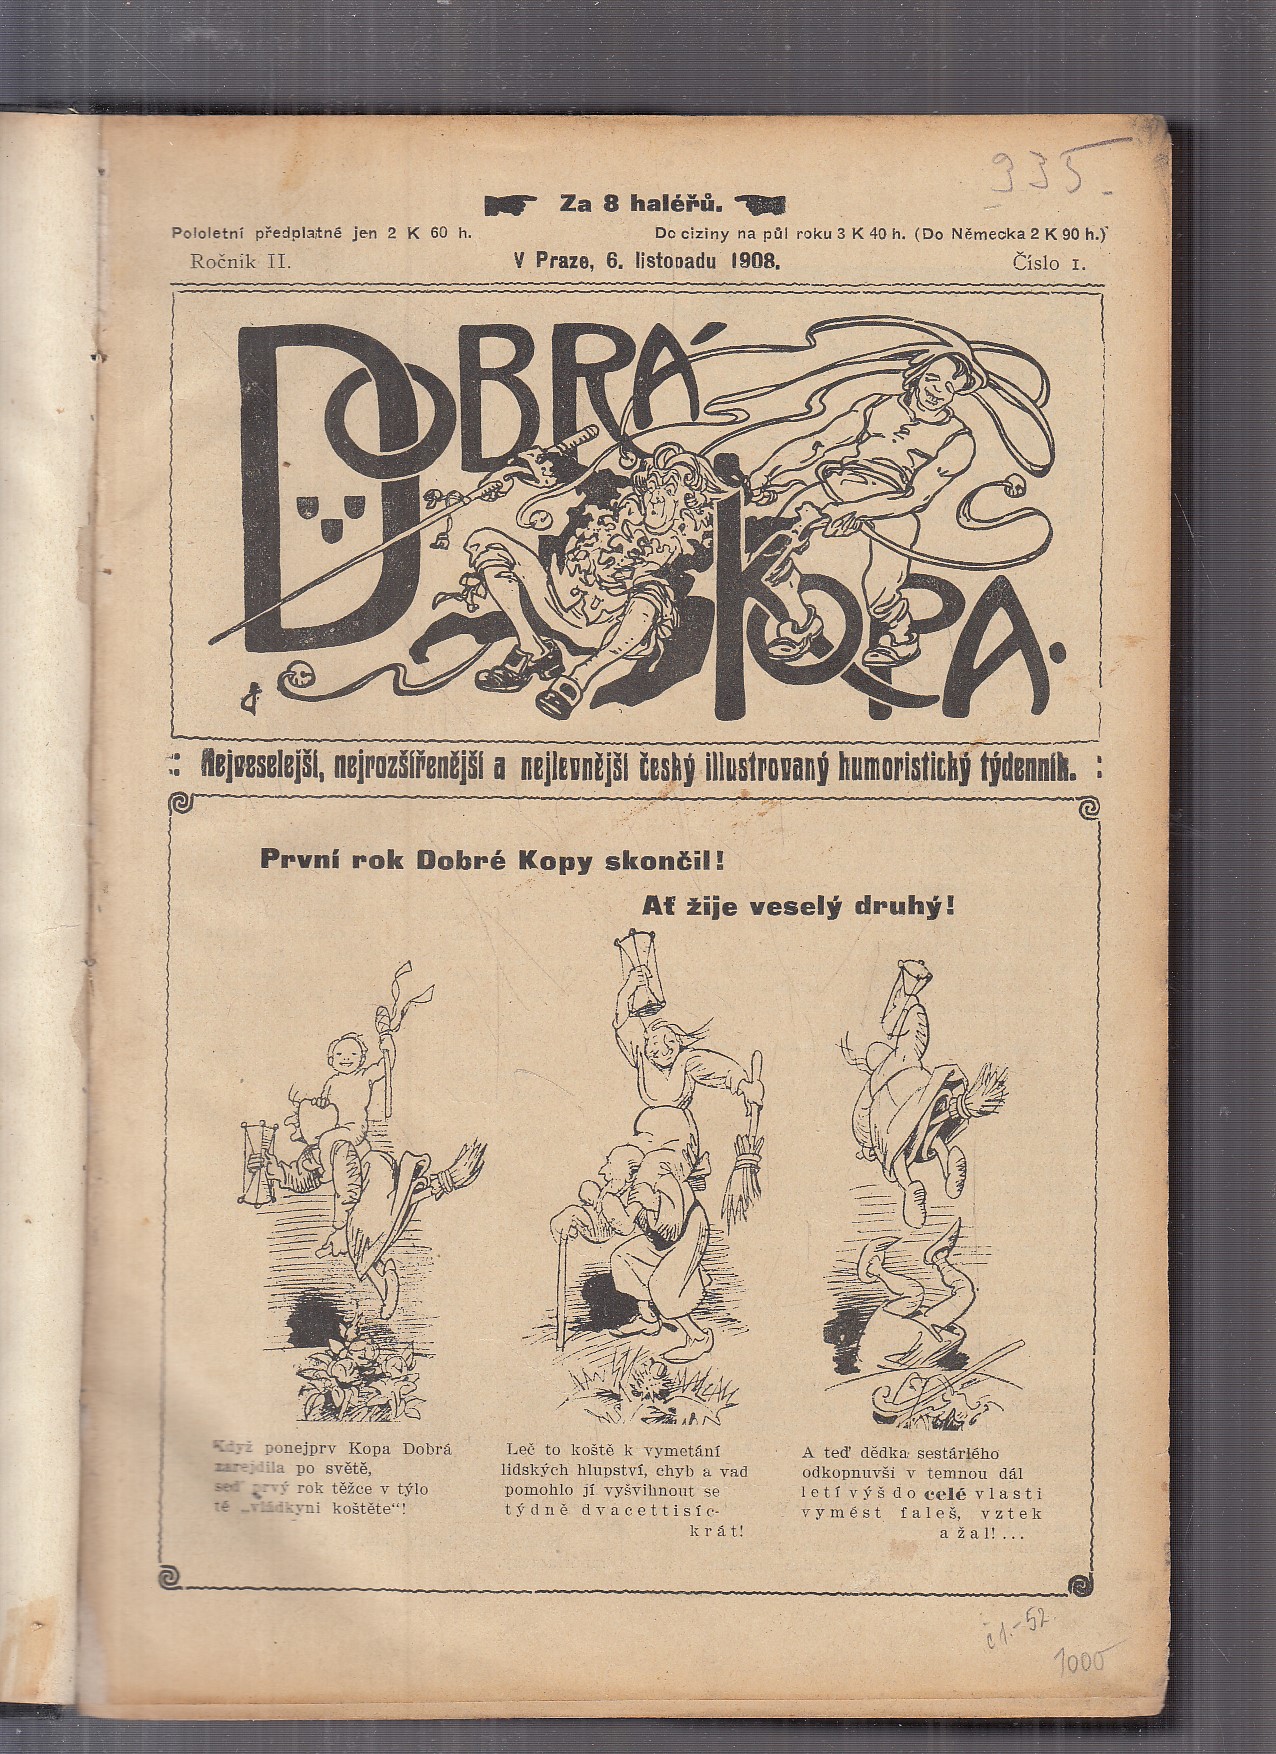 335.-
Za 8 haléřů.
Pololetní předplatné jen 2 K 60 h.
Do ciziny na půl roku 3 K 40 h. (Do Německa 2 K 90 h.)
Ročník II.
V Praze, 6. listopadu 1908.
Číslo 1.
DOBRÁ
KOPA.
Nejveselejší, nejrozšířenější a nejlevnější český illustrovaný humoristický týdenník.
První rok Dobré Kopy skončil!
Ať žije veselý druhý!
Když ponejprv Kopa Dobrá
zarejdila po světě,
seď prvý rok těžce v týlo
té „vládkyni koštěte“!
Leč to koště k vymetání
lidských hlupství, chyb a vad
pomohlo jí vyšvihnout se
týdně dvacettisíc-
krát!
A teď dědka sestárlého
odkopnuvši v temnou dál
letí výš do celé vlasti
vymést faleš, vztek
a žal!...
č 1.-52.
1000